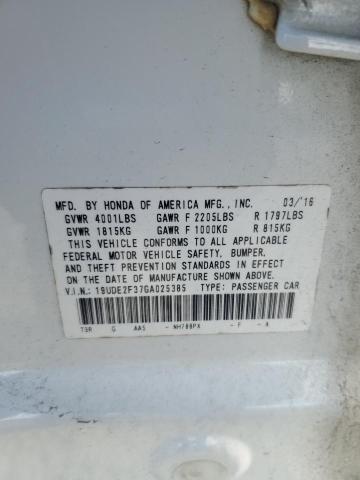 MFD. BY HONDA OF AMERICA MFG., INC. 03/16
GVWR 4001LBS GAWR F 2205LBS R 1797LBS
GVWR 1815KG GAWR F 1000KG R 815KG
THIS VEHICLE CONFORMS TO ALL APPLICABLE
FEDERAL MOTOR VEHICLE SAFETY, BUMPER,
AND THEFT PREVENTION STANDARDS IN EFFECT
ON THE DATE OF MANUFACTURE SHOWN ABOVE.
V.I.N.: 19UDE2F37GA025385 TYPE: PASSENGER CAR
G AA5 NH788PX - F - A